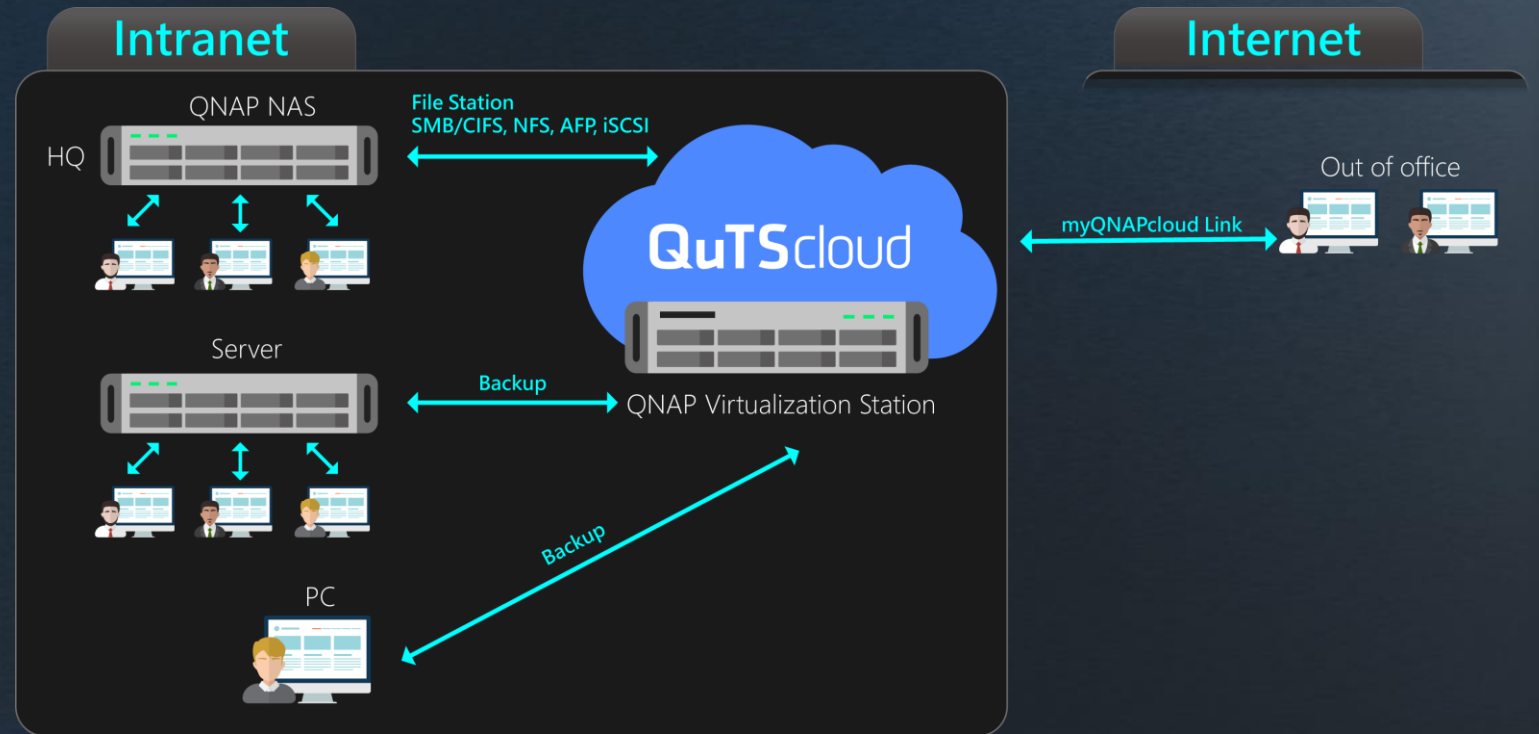 Intranet
Internet
QNAP NAS
HQ
File Station
SMB/CIFS, NFS, AFP, iSCSI
Out of office
QuTScloud
myQNAPcloud Link
Server
Backup
QNAP Virtualization Station
Backup
PC